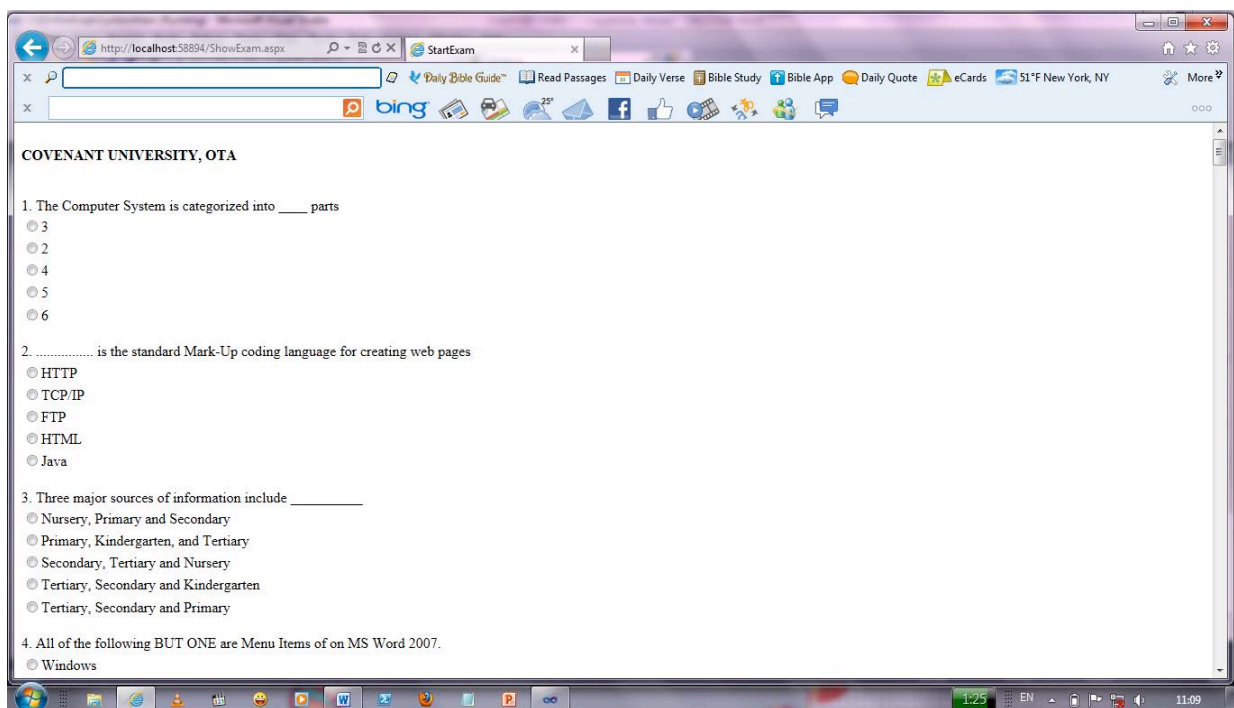 http://localhost:58894/ShowExam.aspx
StartExam
Daily Bible Guide™ Read Passages Daily Verse Bible Study Bible App Daily Quote eCards 51°F New York, NY More
bing 25°
COVENANT UNIVERSITY, OTA
1. The Computer System is categorized into ____ parts
3
2
4
5
6
2. ................ is the standard Mark-Up coding language for creating web pages
HTTP
TCP/IP
FTP
HTML
Java
3. Three major sources of information include __________
Nursery, Primary and Secondary
Primary, Kindergarten, and Tertiary
Secondary, Tertiary and Nursery
Tertiary, Secondary and Kindergarten
Tertiary, Secondary and Primary
4. All of the following BUT ONE are Menu Items of on MS Word 2007.
Windows
1:25 EN 11:09